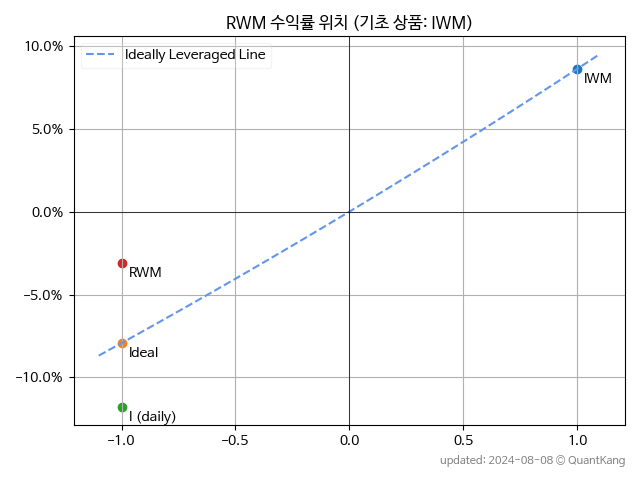 RWM 수익률 위치 (기초 상품: IWM)
10.0%
Ideally Leveraged Line
IWM
5.0%
0.0%
RWM
−5.0%
Ideal
−10.0%
I (daily)
−1.0 −0.5 0.0 0.5 1.0
updated: 2024-08-08 © QuantKang